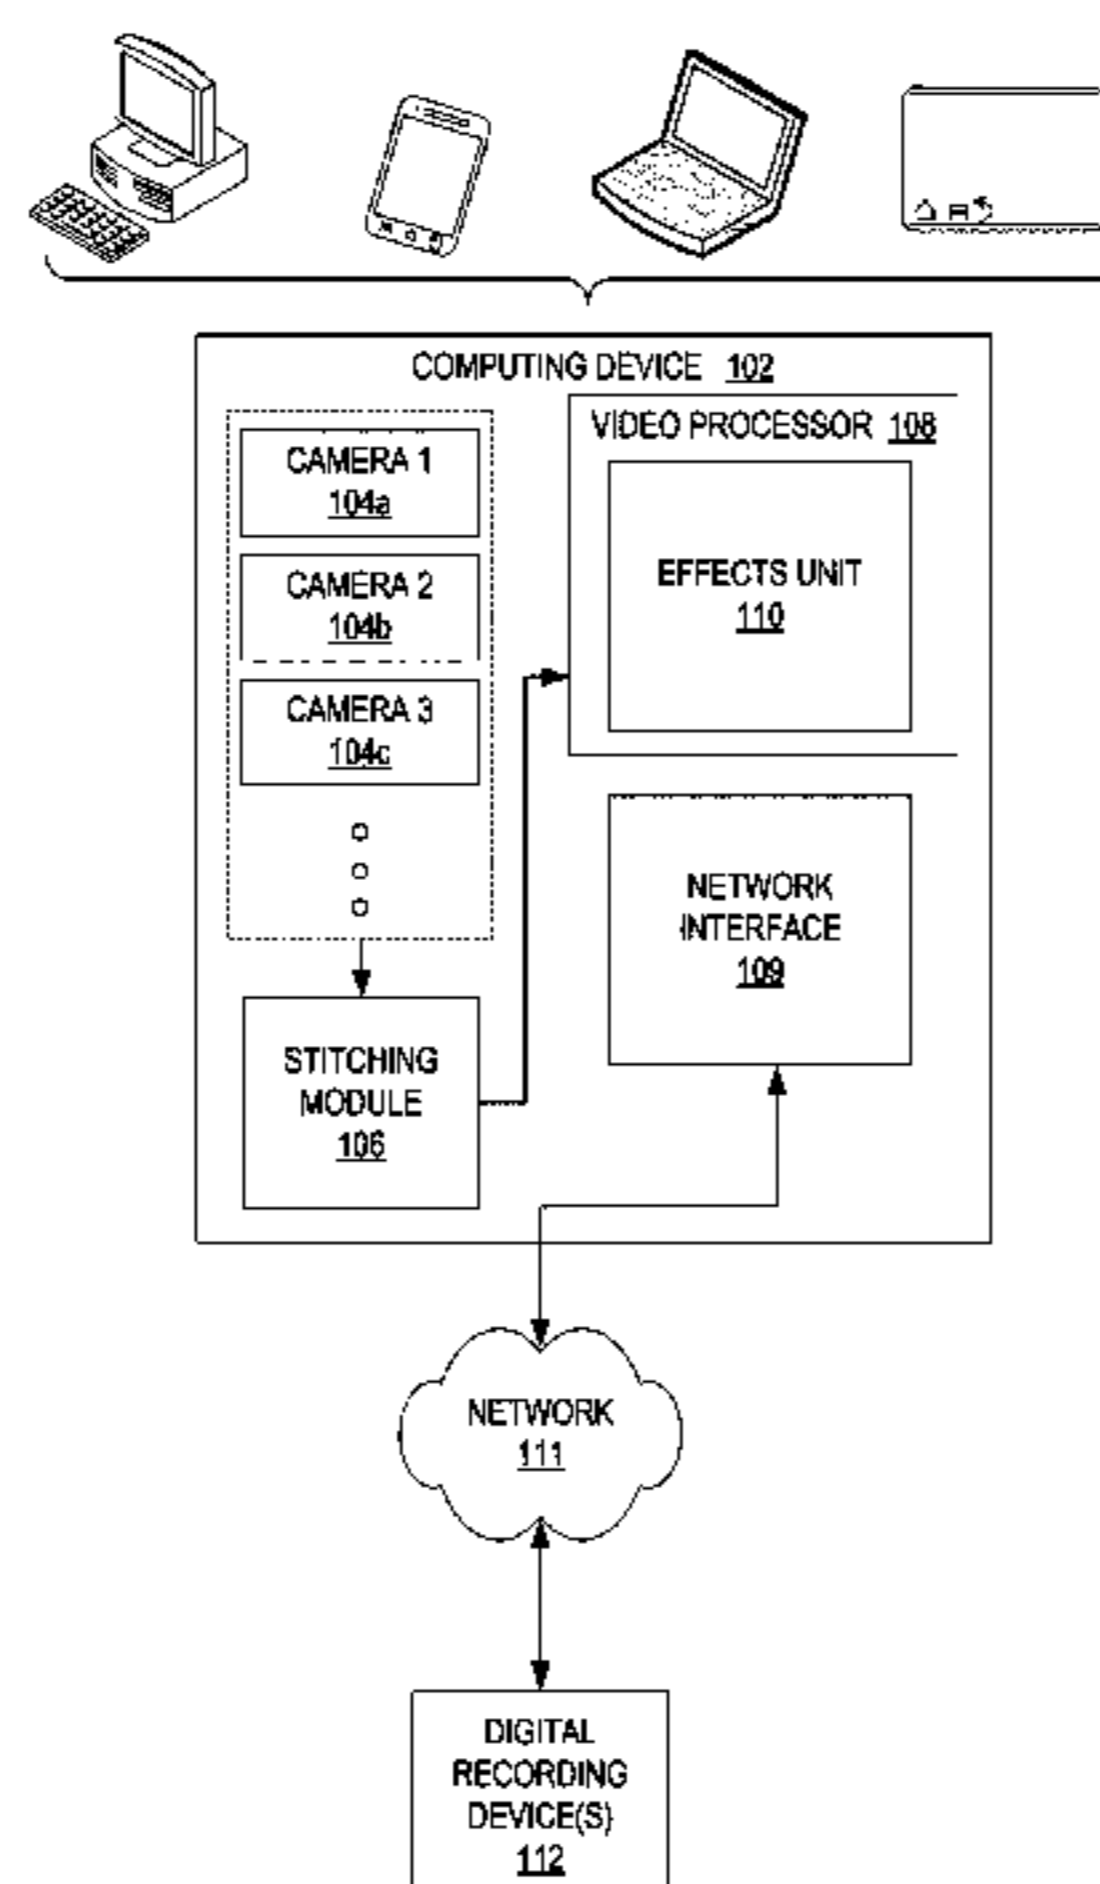 COMPUTING DEVICE 102
CAMERA 1
104a
CAMERA 2
104b
CAMERA 3
104c
STITCHING
MODULE
106
VIDEO PROCESSOR 108
EFFECTS UNIT
110
NETWORK
INTERFACE
109
NETWORK
111
DIGITAL
RECORDING
DEVICE(S)
112